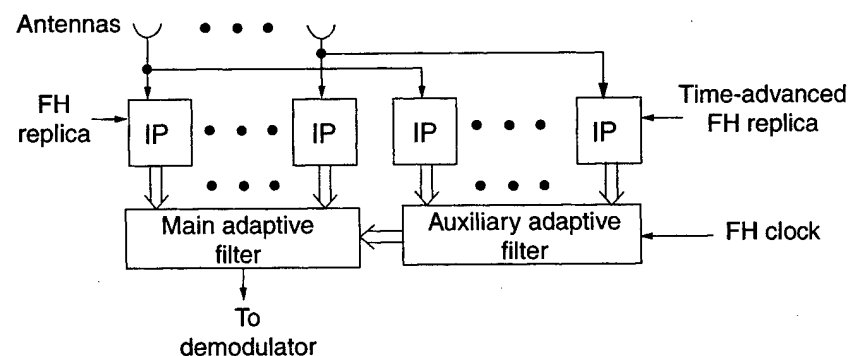 Antennas
FH
replica
IP
IP
IP
IP
Time-advanced
FH replica
Main adaptive
filter
Auxiliary adaptive
filter
FH clock
To
demodulator